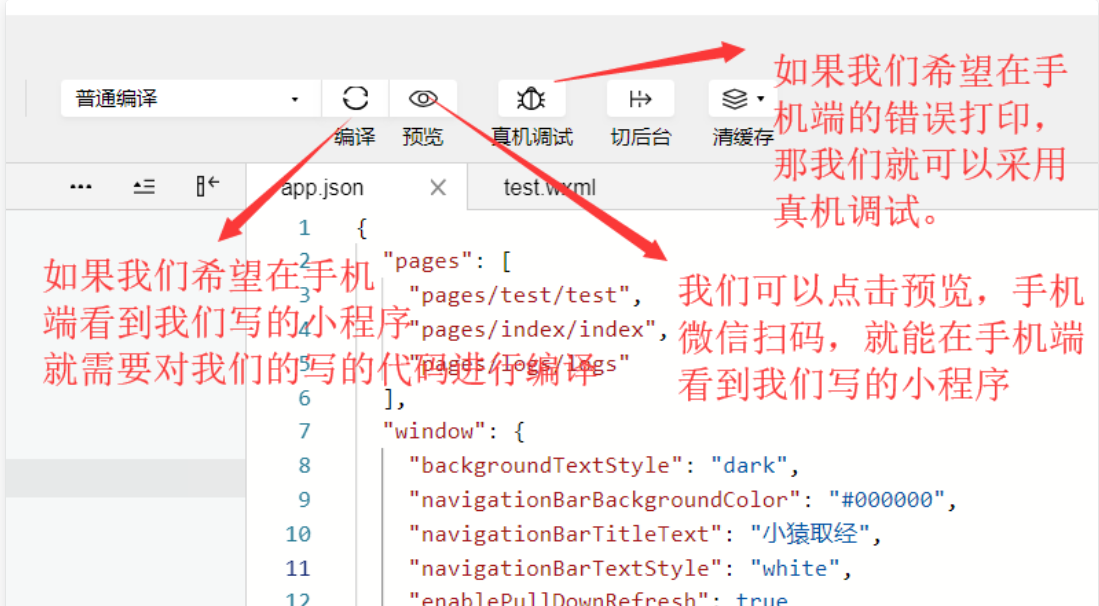 普通编译
编译 预览 真机调试 切后台 清缓存
如果我们希望在手
机端的错误打印，
那我们就可以采用
真机调试。
app.json test.wxml
如果我们希望在手机
端看到我们写的小程序
就需要对我们的写的代码进行编译
我们可以点击预览，手机
微信扫码，就能在手机端
看到我们写的小程序
1 {
2 "pages": [
3 "pages/test/test",
4 "pages/index/index",
5 "pages/logs/logs"
6 ],
7 "window": {
8 "backgroundTextStyle": "dark",
9 "navigationBarBackgroundColor": "#000000",
10 "navigationBarTitleText": "小猿取经",
11 "navigationBarTextStyle": "white",
12 "enablePullDownRefresh": true